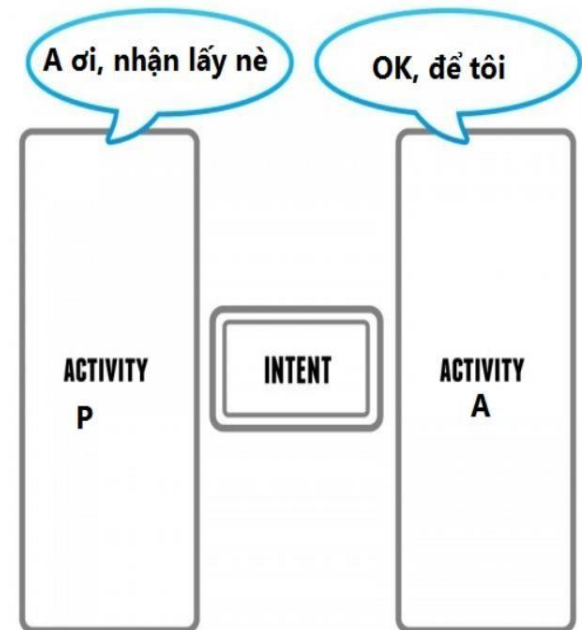 A ơi, nhận lấy nè
OK, để tôi
ACTIVITY
P
INTENT
ACTIVITY
A